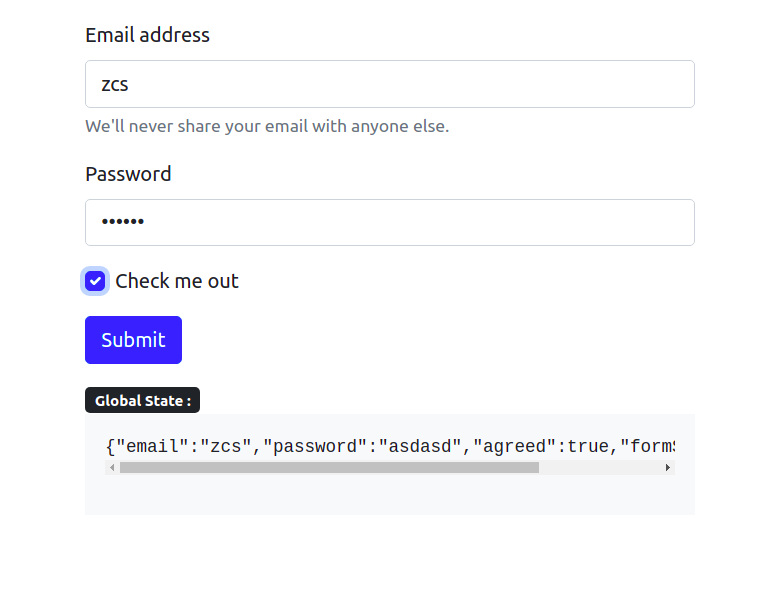 Email address
zcs
We'll never share your email with anyone else.
Password
••••••
Check me out
Submit
Global State :
{"email":"zcs","password":"asdasd","agreed":true,"form